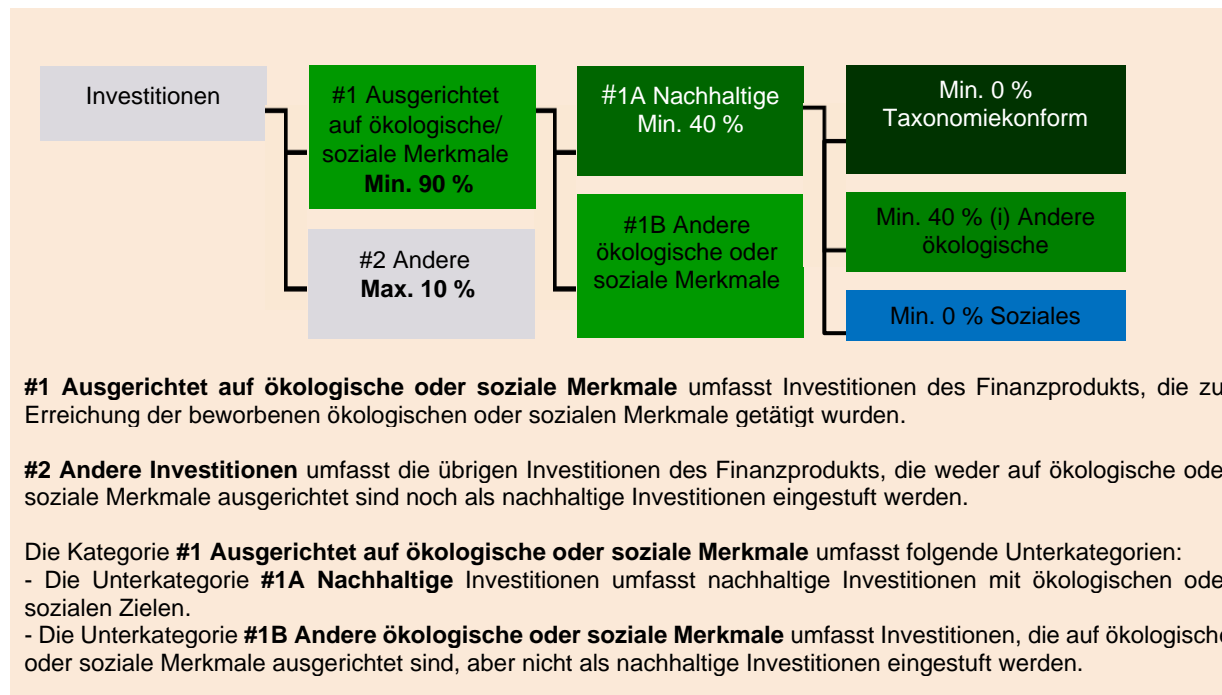 Investitionen
#1 Ausgerichtet
auf ökologische/
soziale Merkmale
Min. 90 %
#2 Andere
Max. 10 %
#1A Nachhaltige
Min. 40 %
#1B Andere
ökologische oder
soziale Merkmale
Min. 0 %
Taxonomiekonform
Min. 40 % (i) Andere
ökologische
Min. 0 % Soziales
#1 Ausgerichtet auf ökologische oder soziale Merkmale umfasst Investitionen des Finanzprodukts, die zu
Erreichung der beworbenen ökologischen oder sozialen Merkmale getätigt wurden.
#2 Andere Investitionen umfasst die übrigen Investitionen des Finanzprodukts, die weder auf ökologische ode
soziale Merkmale ausgerichtet sind noch als nachhaltige Investitionen eingestuft werden.
Die Kategorie #1 Ausgerichtet auf ökologische oder soziale Merkmale umfasst folgende Unterkategorien:
- Die Unterkategorie #1A Nachhaltige Investitionen umfasst nachhaltige Investitionen mit ökologischen ode
sozialen Zielen.
- Die Unterkategorie #1B Andere ökologische oder soziale Merkmale umfasst Investitionen, die auf ökologische
oder soziale Merkmale ausgerichtet sind, aber nicht als nachhaltige Investitionen eingestuft werden.